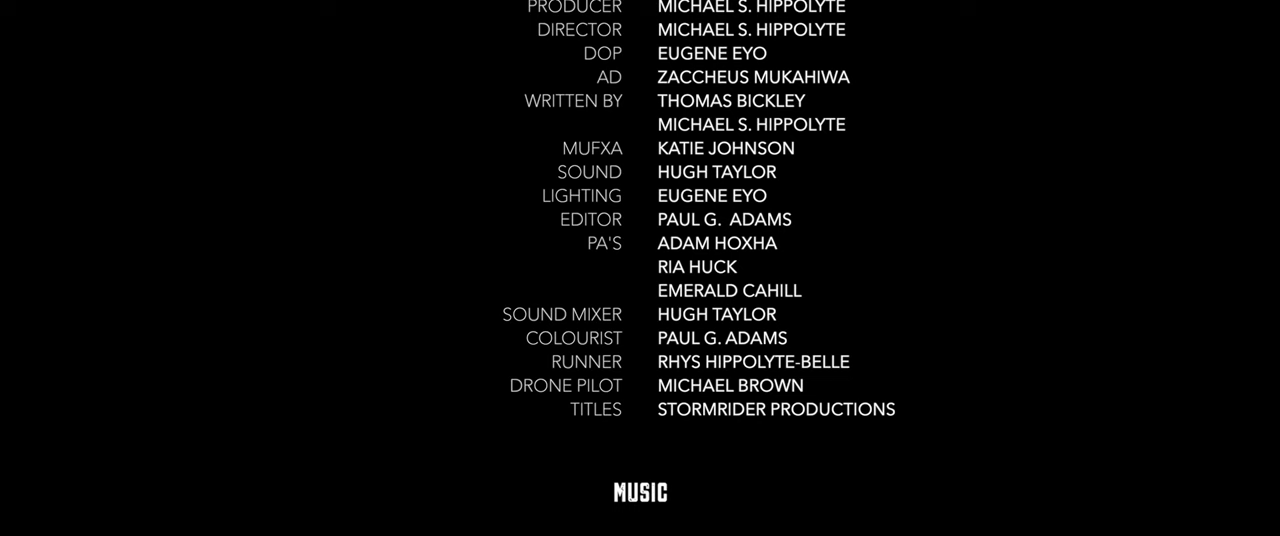 PRODUCER MICHAEL S. HIPPOLYTE
DIRECTOR MICHAEL S. HIPPOLYTE
DOP EUGENE EYO
AD ZACCHEUS MUKAHIWA
WRITTEN BY THOMAS BICKLEY
MICHAEL S. HIPPOLYTE
MUFXA KATIE JOHNSON
SOUND HUGH TAYLOR
LIGHTING EUGENE EYO
EDITOR PAUL G. ADAMS
PA'S ADAM HOXHA
RIA HUCK
EMERALD CAHILL
SOUND MIXER HUGH TAYLOR
COLOURIST PAUL G. ADAMS
RUNNER RHYS HIPPOLYTE-BELLE
DRONE PILOT MICHAEL BROWN
TITLES STORMRIDER PRODUCTIONS
MUSIC